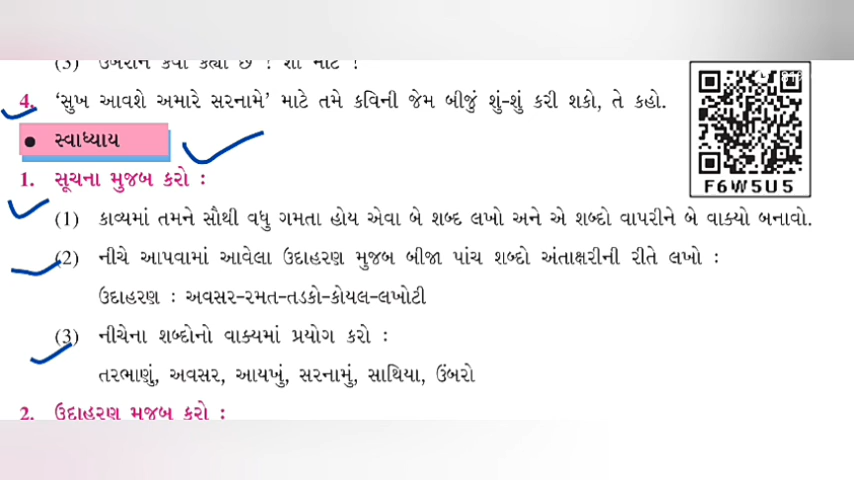 (3) ઉંબરાને કેવો કહ્યો છે ? શા માટે ?
4. ‘સુખ આવશે અમારે સરનામે’ માટે તમે કવિની જેમ બીજું શું-શું કરી શકો, તે કહો.
● સ્વાધ્યાય
1. સૂચના મુજબ કરો :
(1) કાવ્યમાં તમને સૌથી વધુ ગમતા હોય એવા બે શબ્દ લખો અને એ શબ્દો વાપરીને બે વાક્યો બનાવો.
(2) નીચે આપવામાં આવેલા ઉદાહરણ મુજબ બીજા પાંચ શબ્દો અંતાક્ષરીની રીતે લખો :
ઉદાહરણ : અવસર-રમત-તડકો-કોયલ-લખોટી
(3) નીચેના શબ્દોનો વાક્યમાં પ્રયોગ કરો :
તરભાણું, અવસર, આયખું, સરનામું, સાથિયા, ઉંબરો
2. ઉદાહરણ મુજબ કરો :
F6W5U5